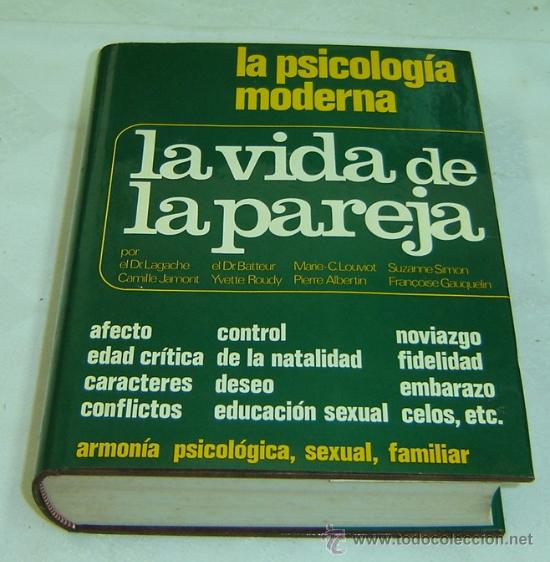 la psicología
moderna
la vida de
la pareja
por
el Dr Lagache el Dr Batteur Marie-C Louviot Suzanne Simon
Camille Jamont Yvette Roudy Pierre Albertin Françoise Gauquelin
afecto control noviazgo
edad crítica de la natalidad fidelidad
caracteres deseo embarazo
conflictos educación sexual celos, etc.
armonía psicológica, sexual, familiar
todocoleccion
www.todocoleccion.net